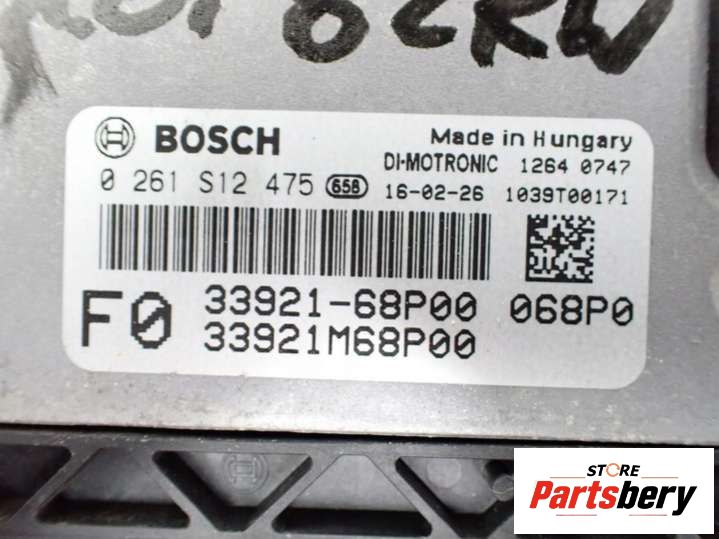 BOSCH
Made in Hungary
DI-MOTRONIC 1264 0747
0 261 S12 475 658 16-02-26 1039T00171
F0
33921-68P00 068P0
33921M68P00
STORE
Partsbery